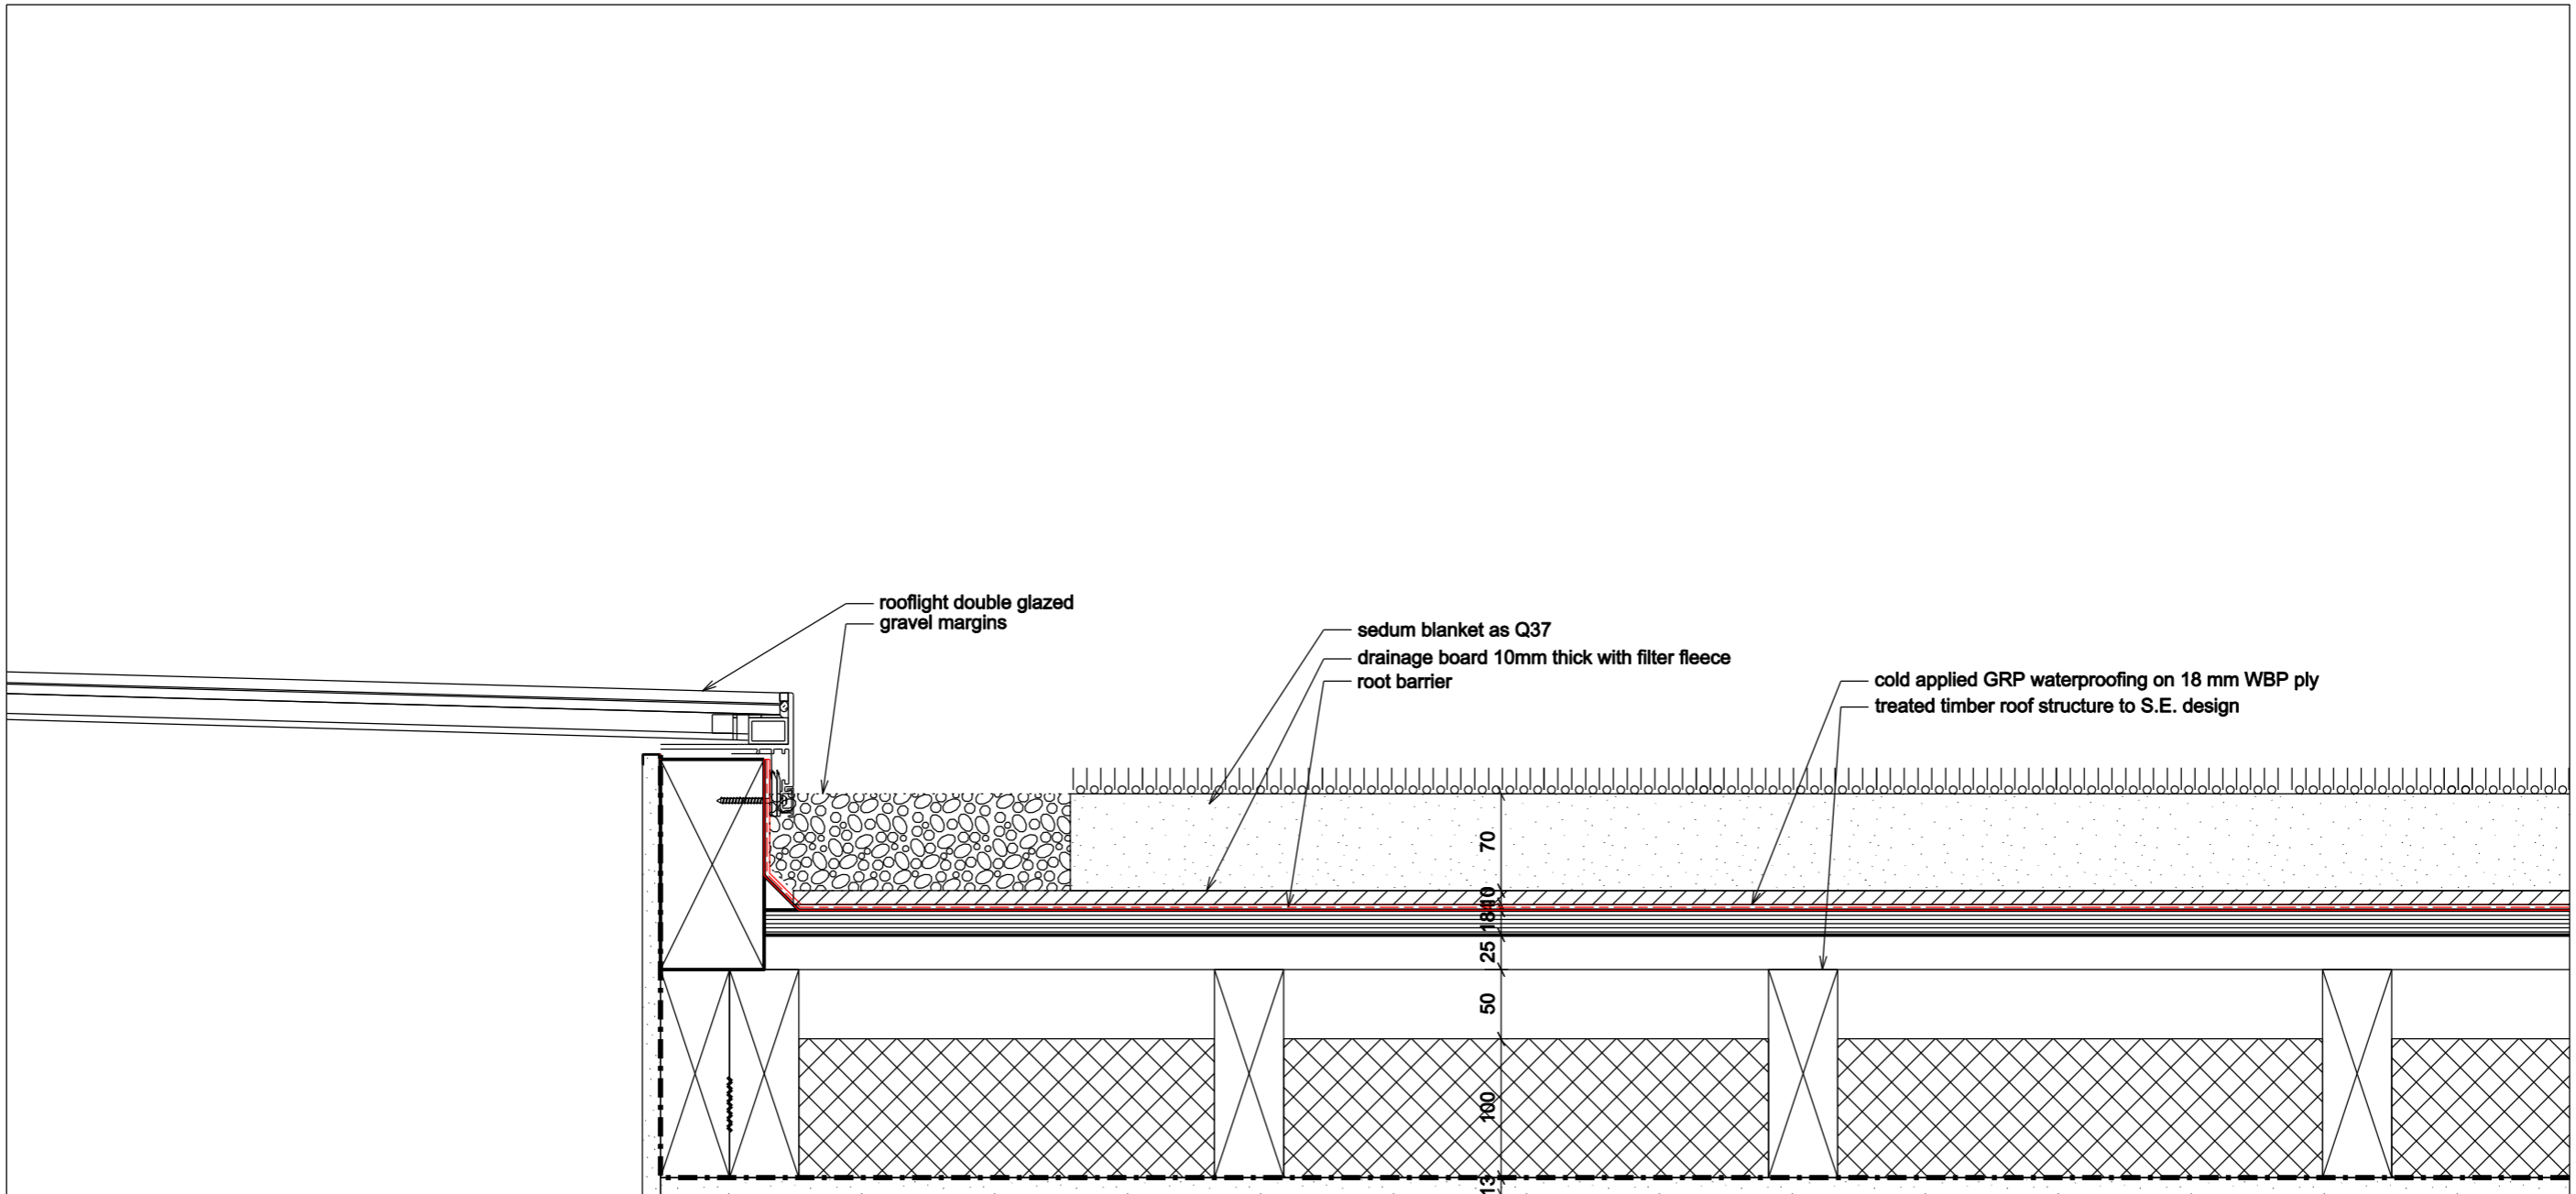 rooflight double glazed
gravel margins
sedum blanket as Q37
drainage board 10mm thick with filter fleece
root barrier
cold applied GRP waterproofing on 18 mm WBP ply
treated timber roof structure to S.E. design
70
10
18
25
50
100
13